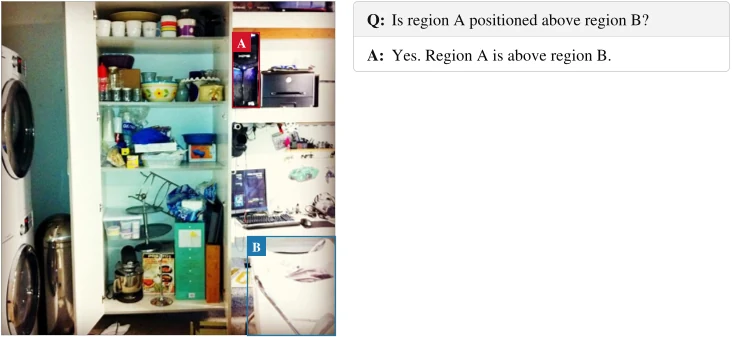 A
B
Q: Is region A positioned above region B?
A: Yes. Region A is above region B.